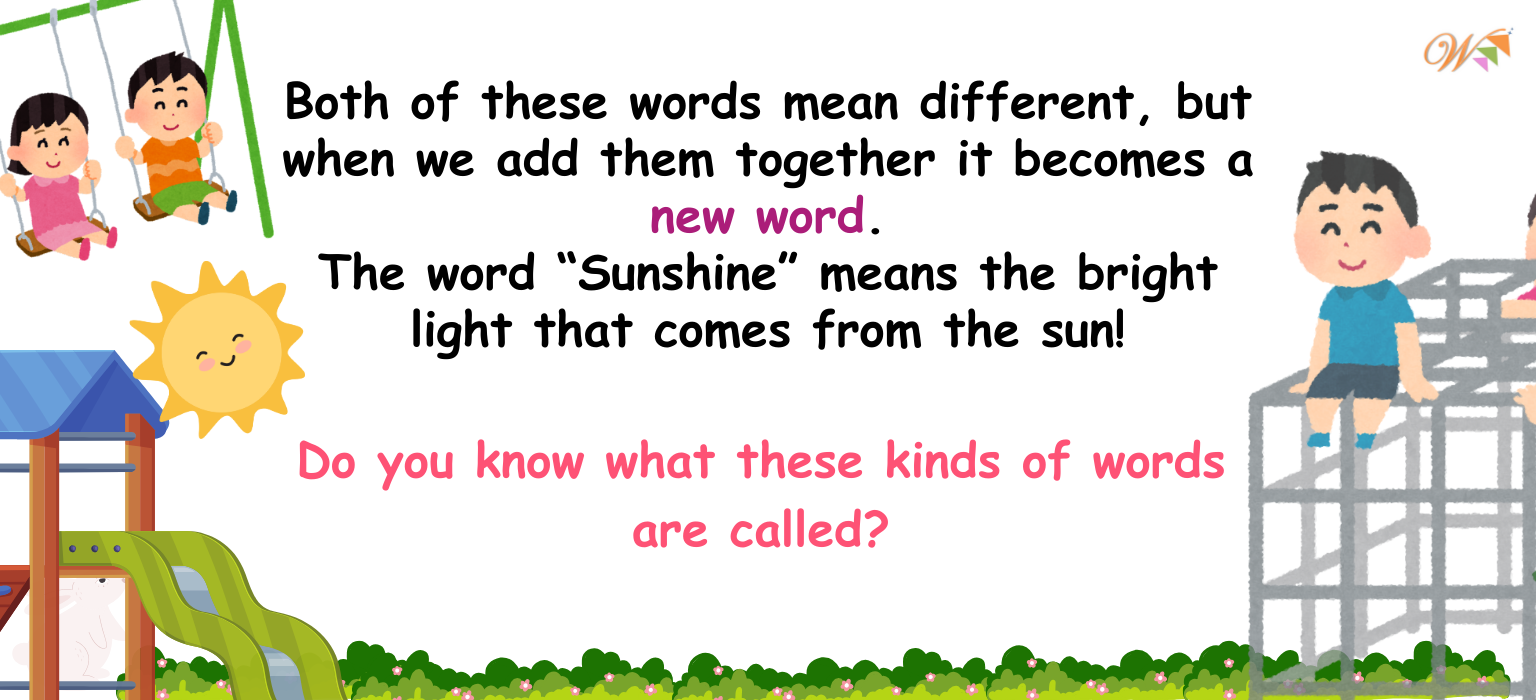 Both of these words mean different, but
when we add them together it becomes a
new word.
The word “Sunshine” means the bright
light that comes from the sun!
Do you know what these kinds of words
are called?
W